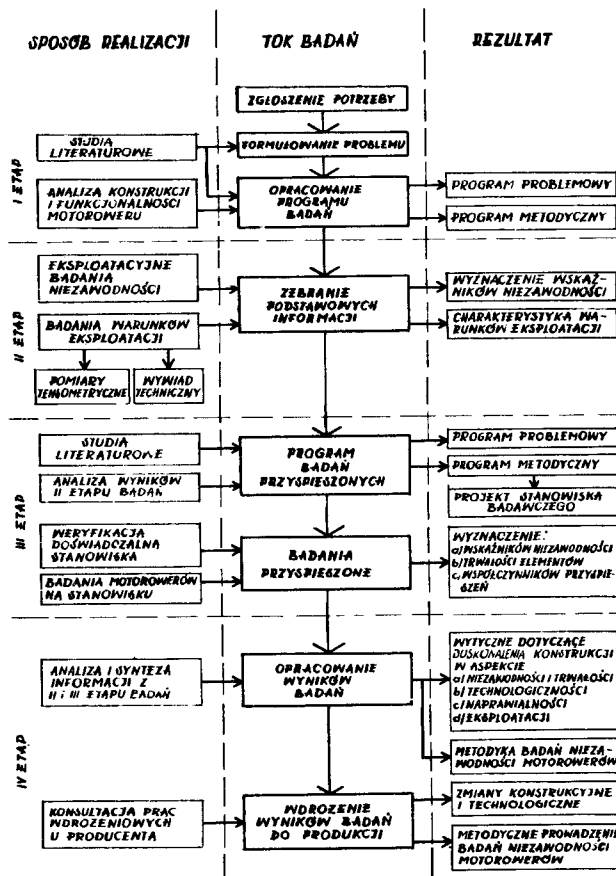 SPOSÓB REALIZACJI
TOK BADAŃ
REZULTAT
ZGŁOSZENIE POTRZEBY
I ETAP
STUDIA
LITERATUROWE
FORMUŁOWANIE PROBLEMU
ANALIZA KONSTRUKCJI
I FUNKCJONALNOŚCI
MOTOROWERU
OPRACOWANIE
PROGRAMU
BADAŃ
PROGRAM PROBLEMOWY
PROGRAM METODYCZNY
II ETAP
EKSPLOATACYJNE
BADANIA
NIEZAWODNOŚCI
BADANIA WARUNKÓW
EKSPLOATACJI
POMIARY
TENSOMETRYCZNE
WYWIAD
TECHNICZNY
ZEBRANIE
PODSTAWOWYCH
INFORMACJI
WYZNACZENIE WSKAŹ-
NIKÓW NIEZAWODNOŚCI
CHARAKTERYSTYKA WA-
RUNKÓW EKSPLOATACJI
III ETAP
STUDIA
LITERATUROWE
ANALIZA WYNIKÓW
II ETAPU BADAŃ
PROGRAM
BADAŃ
PRZYSPIESZONYCH
PROGRAM PROBLEMOWY
PROGRAM METODYCZNY
PROJEKT STANOWISKA
BADAWCZEGO
WERYFIKACJA
DOŚWIADCZALNA
STANOWISKA
BADANIA MOTOROWERÓW
NA STANOWISKU
BADANIA
PRZYSPIESZONE
WYZNACZENIE:
a/WSKAŹNIKÓW NIEZAWODNOŚCI
b/TRWAŁOŚCI ELEMENTÓW
c/WSPÓŁCZYNNIKÓW PRZYPIE-
SZEŃ
IV ETAP
ANALIZA I SYNTEZA
INFORMACJI Z
II I III ETAPU BADAŃ
OPRACOWANIE
WYNIKÓW
BADAŃ
WYTYCZNE DOTYCZĄCE
DOSKONALENIA KONSTRUKCJI
W ASPEKCIE
a/NIEZAWODNOŚCI I TRWAŁOŚCI
b/TECHNOLOGICZNOŚCI
c/NAPRAWIALNOŚCI
d/EKSPLOATACJI
METODYKA BADAŃ NIEZA-
WODNOŚCI MOTOROWERÓW
KONSULTACJA PRAC
WDROŻENIOWYCH
U PRODUCENTA
WDROŻENIE
WYNIKÓW BADAŃ
DO PRODUKCJI
ZMIANY KONSTRUKCYJNE
I TECHNOLOGICZNE
METODYCZNE PROWADZENIE
BADAŃ NIEZAWODNOŚCI
MOTOROWERÓW